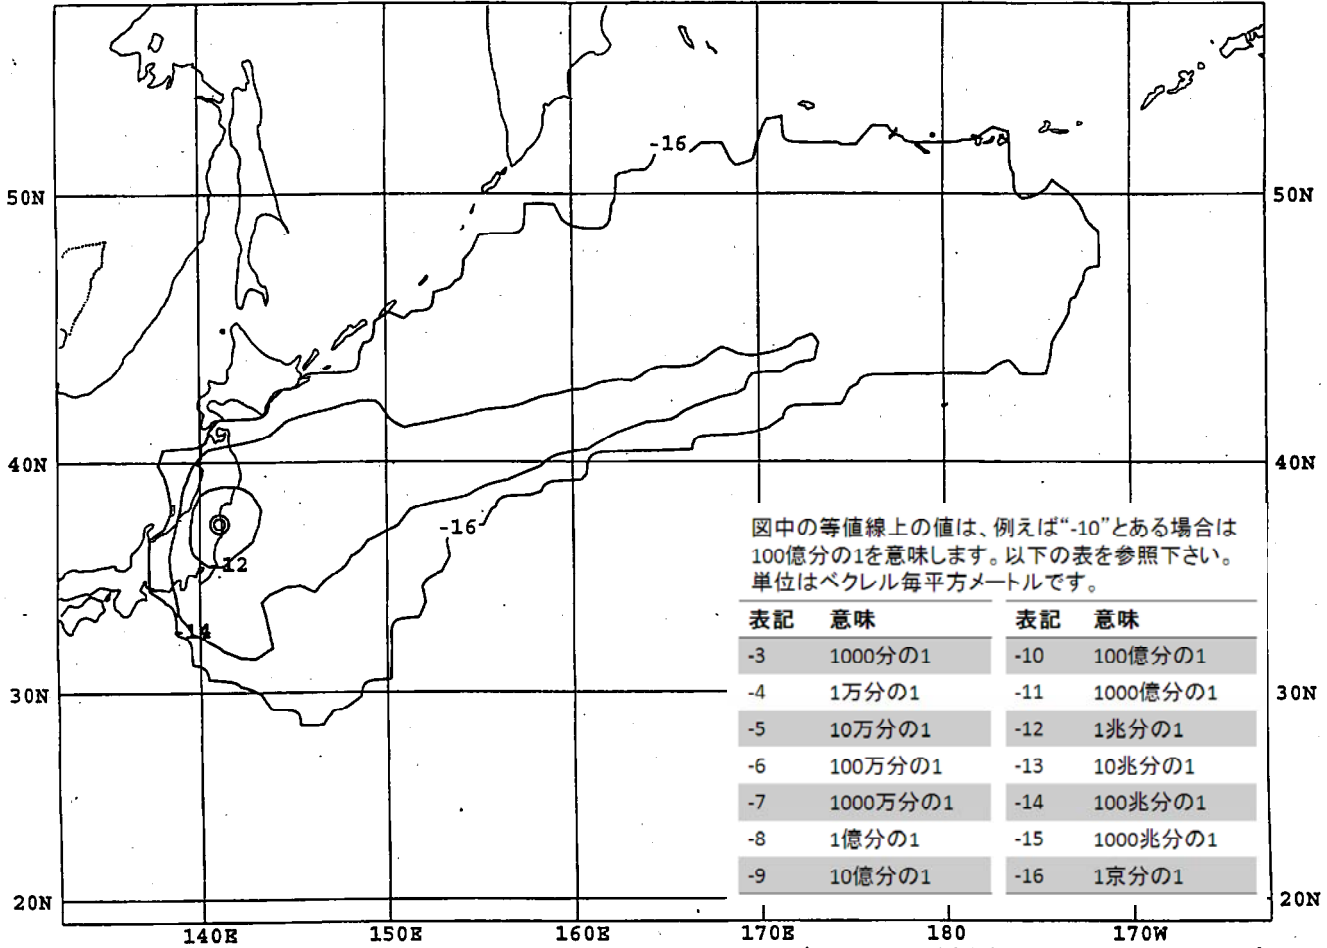 -16
50N
50N
40N
40N
-16
12
-14
図中の等値線上の値は、例えば“-10”とある場合は
100億分の1を意味します。以下の表を参照下さい。
単位はベクレル毎平方メートルです。
表記 意味 表記 意味
-3 1000分の1 -10 100億分の1
-4 1万分の1 -11 1000億分の1
-5 10万分の1 -12 1兆分の1
-6 100万分の1 -13 10兆分の1
-7 1000万分の1 -14 100兆分の1
-8 1億分の1 -15 1000兆分の1
-9 10億分の1 -16 1京分の1
30N
30N
20N
20N
140E 150E 160E 170E 180 170W